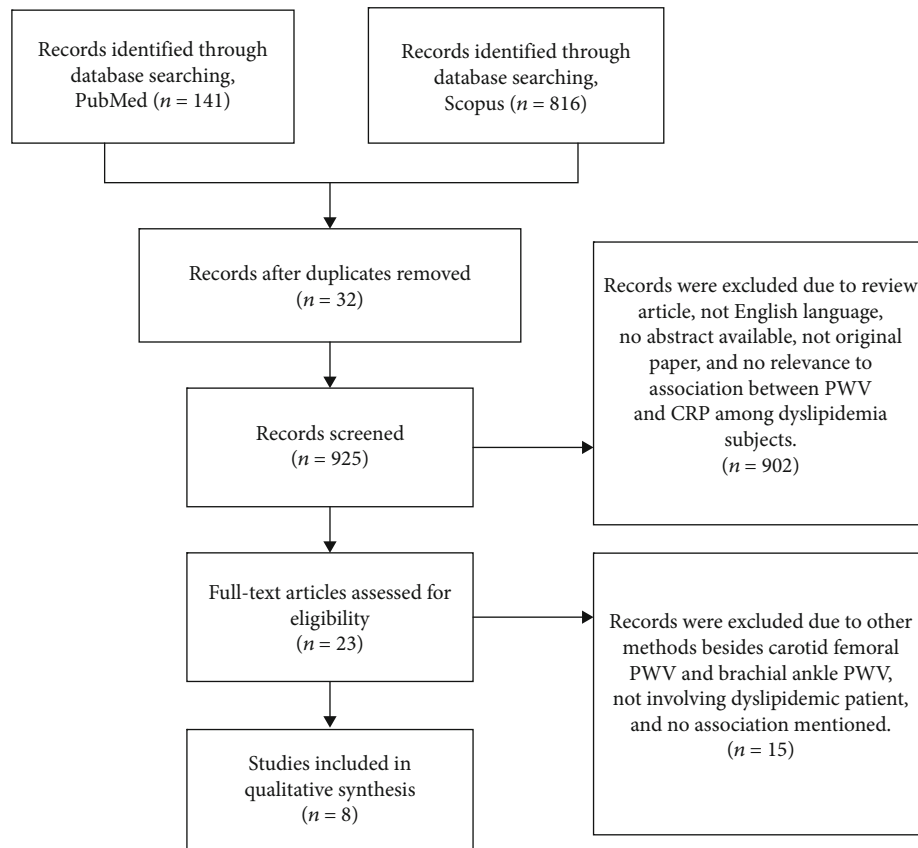 Records identified through
database searching,
PubMed (n = 141)
Records identified through
database searching,
Scopus (n = 816)
Records after duplicates removed
(n = 32)
Records screened
(n = 925)
Records were excluded due to review
article, not English language,
no abstract available, not original
paper, and no relevance to
association between PWV
and CRP among dyslipidemia
subjects.
(n = 902)
Full-text articles assessed for
eligibility
(n = 23)
Records were excluded due to other
methods besides carotid femoral
PWV and brachial ankle PWV,
not involving dyslipidemic patient,
and no association mentioned.
(n = 15)
Studies included in
qualitative synthesis
(n = 8)